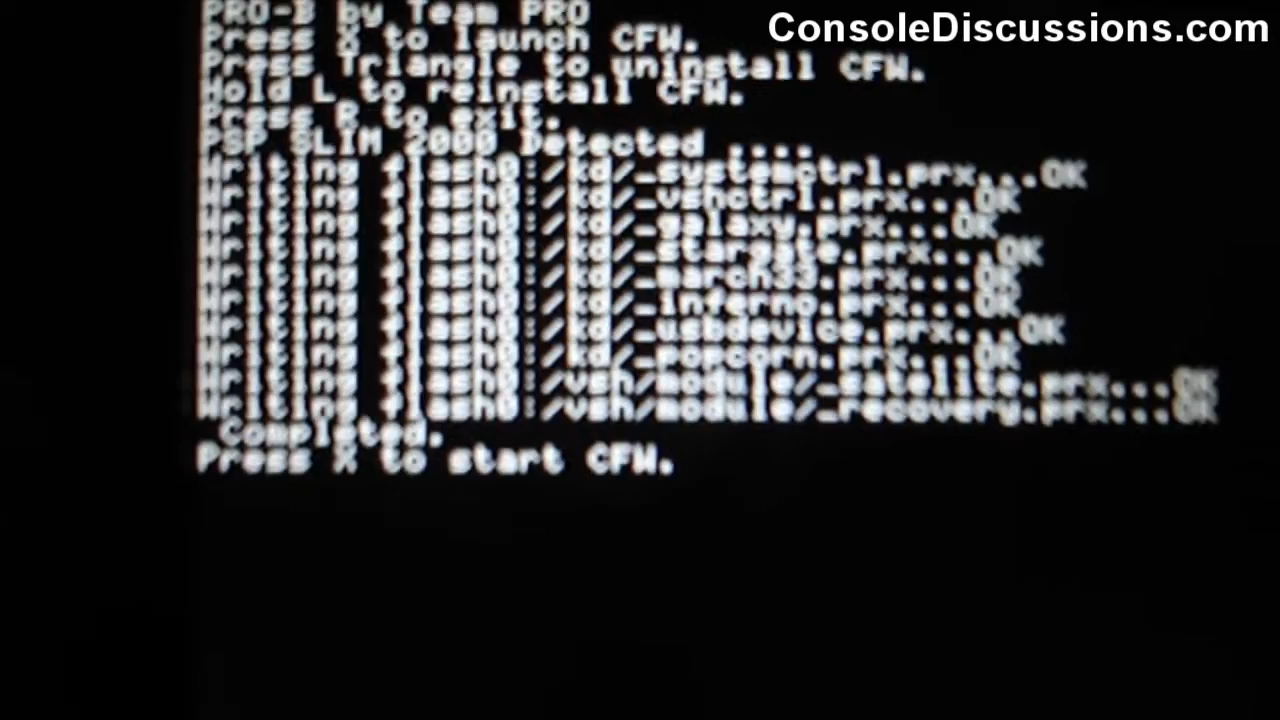 ConsoleDiscussions.com
PRO-B by Team PRO
Press X to launch CFW.
Press Triangle to uninstall CFW.
Hold L to reinstall CFW.
Press R to exit.
PSP SLIM 2000 Detected ....
Writing flash0:/kd/_systemctrl.prx...OK
Writing flash0:/kd/_vshctrl.prx...OK
Writing flash0:/kd/_galaxy.prx...OK
Writing flash0:/kd/_stargate.prx...OK
Writing flash0:/kd/_march33.prx...OK
Writing flash0:/kd/_inferno.prx...OK
Writing flash0:/kd/_usbdevice.prx...OK
Writing flash0:/kd/_popcorn.prx...OK
Writing flash0:/vsh/module/_satelite.prx...OK
Writing flash0:/vsh/module/_recovery.prx...OK
Completed.
Press X to start CFW.